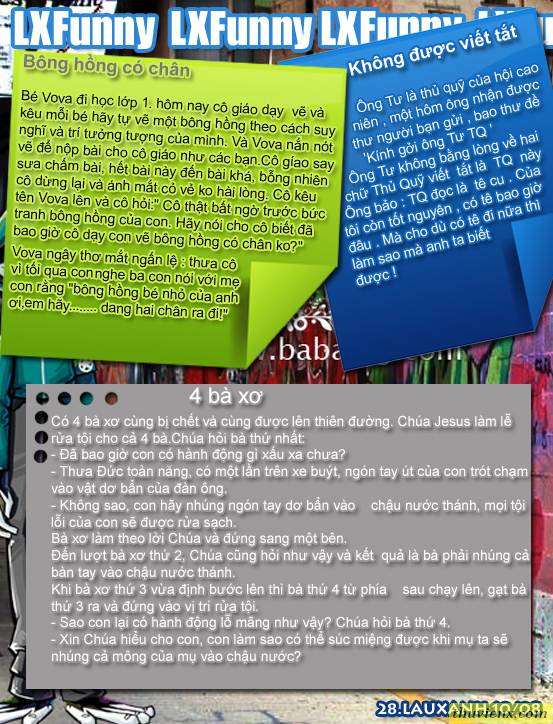 LXFunny LXFunny LXFunny
Bông hồng có chân
Bé Vova đi học lớp 1. hôm nay cô giáo dạy vẽ và
kêu mỗi bé hãy tự vẽ một bông hồng theo cách suy
nghĩ và trí tưởng tượng của mình. Và Vova nắn nót
vẽ để nộp bài cho cô giáo như các bạn.Cô giáo say
sưa chấm bài, hết bài này đến bài khá, bỗng nhiên
cô dừng lại và ánh mắt có vẻ ko hài lòng. Cô kêu
tên Vova lên và cô hỏi:" Cô thật bất ngờ trước bức
tranh bông hồng của con. Hãy nói cho cô biết đã
bao giờ cô dạy con vẽ bông hồng có chân ko?"
Vova ngây thơ mắt ngấn lệ : thưa cô
vì tối qua con nghe ba con nói với mẹ
con rằng "bông hồng bé nhỏ của anh
ơi,em hãy........ dang hai chân ra đi!"
Không được viết tắt
Ông Tư là thủ quỹ của hội cao
niên , một hôm ông nhận được
thư người bạn gửi , bao thư đề
'Kính gởi ông Tư TQ '
Ông Tư không bằng lòng về hai
chữ Thủ Quỹ viết tắt là TQ này
Ông bảo : TQ đọc là tê cu . Của
tôi còn tốt nguyên , có tê bao giờ
đâu . Mà cho dù có tê đi nữa thì
làm sao mà anh ta biết
được !
4 bà xơ
Có 4 bà xơ cùng bị chết và cùng được lên thiên đường. Chúa Jesus làm lễ
rửa tội cho cả 4 bà.Chúa hỏi bà thứ nhất:
- Đã bao giờ con có hành động gì xấu xa chưa?
- Thưa Đức toàn năng, có một lần trên xe buýt, ngón tay út của con trót chạm
vào vật dơ bẩn của đàn ông.
- Không sao, con hãy nhúng ngón tay dơ bẩn vào chậu nước thánh, mọi tội
lỗi của con sẽ được rửa sạch.
Bà xơ làm theo lời Chúa và đứng sang một bên.
Đến lượt bà xơ thứ 2, Chúa cũng hỏi như vậy và kết quả là bà phải nhúng cả
bàn tay vào chậu nước thánh.
Khi bà xơ thứ 3 vừa định bước lên thì bà thứ 4 từ phía sau chạy lên, gạt bà
thứ 3 ra và đứng vào vị trí rửa tội.
- Sao con lại có hành động lỗ mãng như vậy? Chúa hỏi bà thứ 4.
- Xin Chúa hiểu cho con, con làm sao có thể súc miệng được khi mụ ta sẽ
nhúng cả mông của mụ vào chậu nước?
28.LAUXANH.10/08